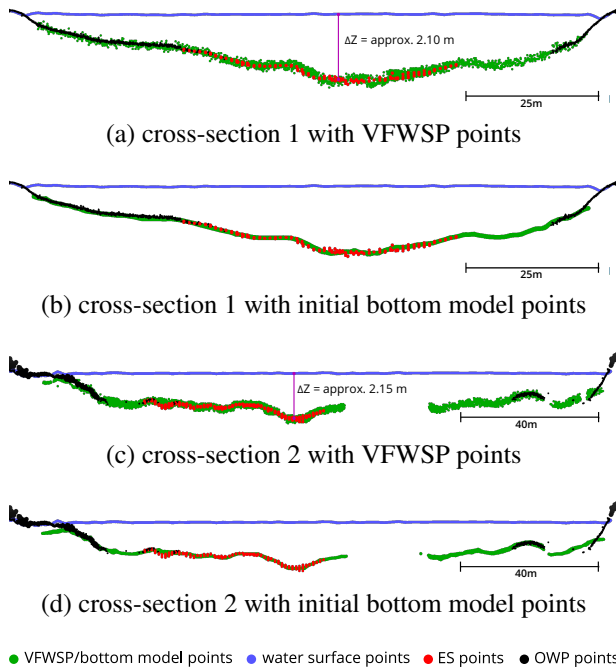 ΔZ = approx. 2.10 m
25m
(a) cross-section 1 with VFWSP points
25m
(b) cross-section 1 with initial bottom model points
ΔZ = approx. 2.15 m
40m
(c) cross-section 2 with VFWSP points
40m
(d) cross-section 2 with initial bottom model points
VFWSP/bottom model points water surface points ES points OWP points